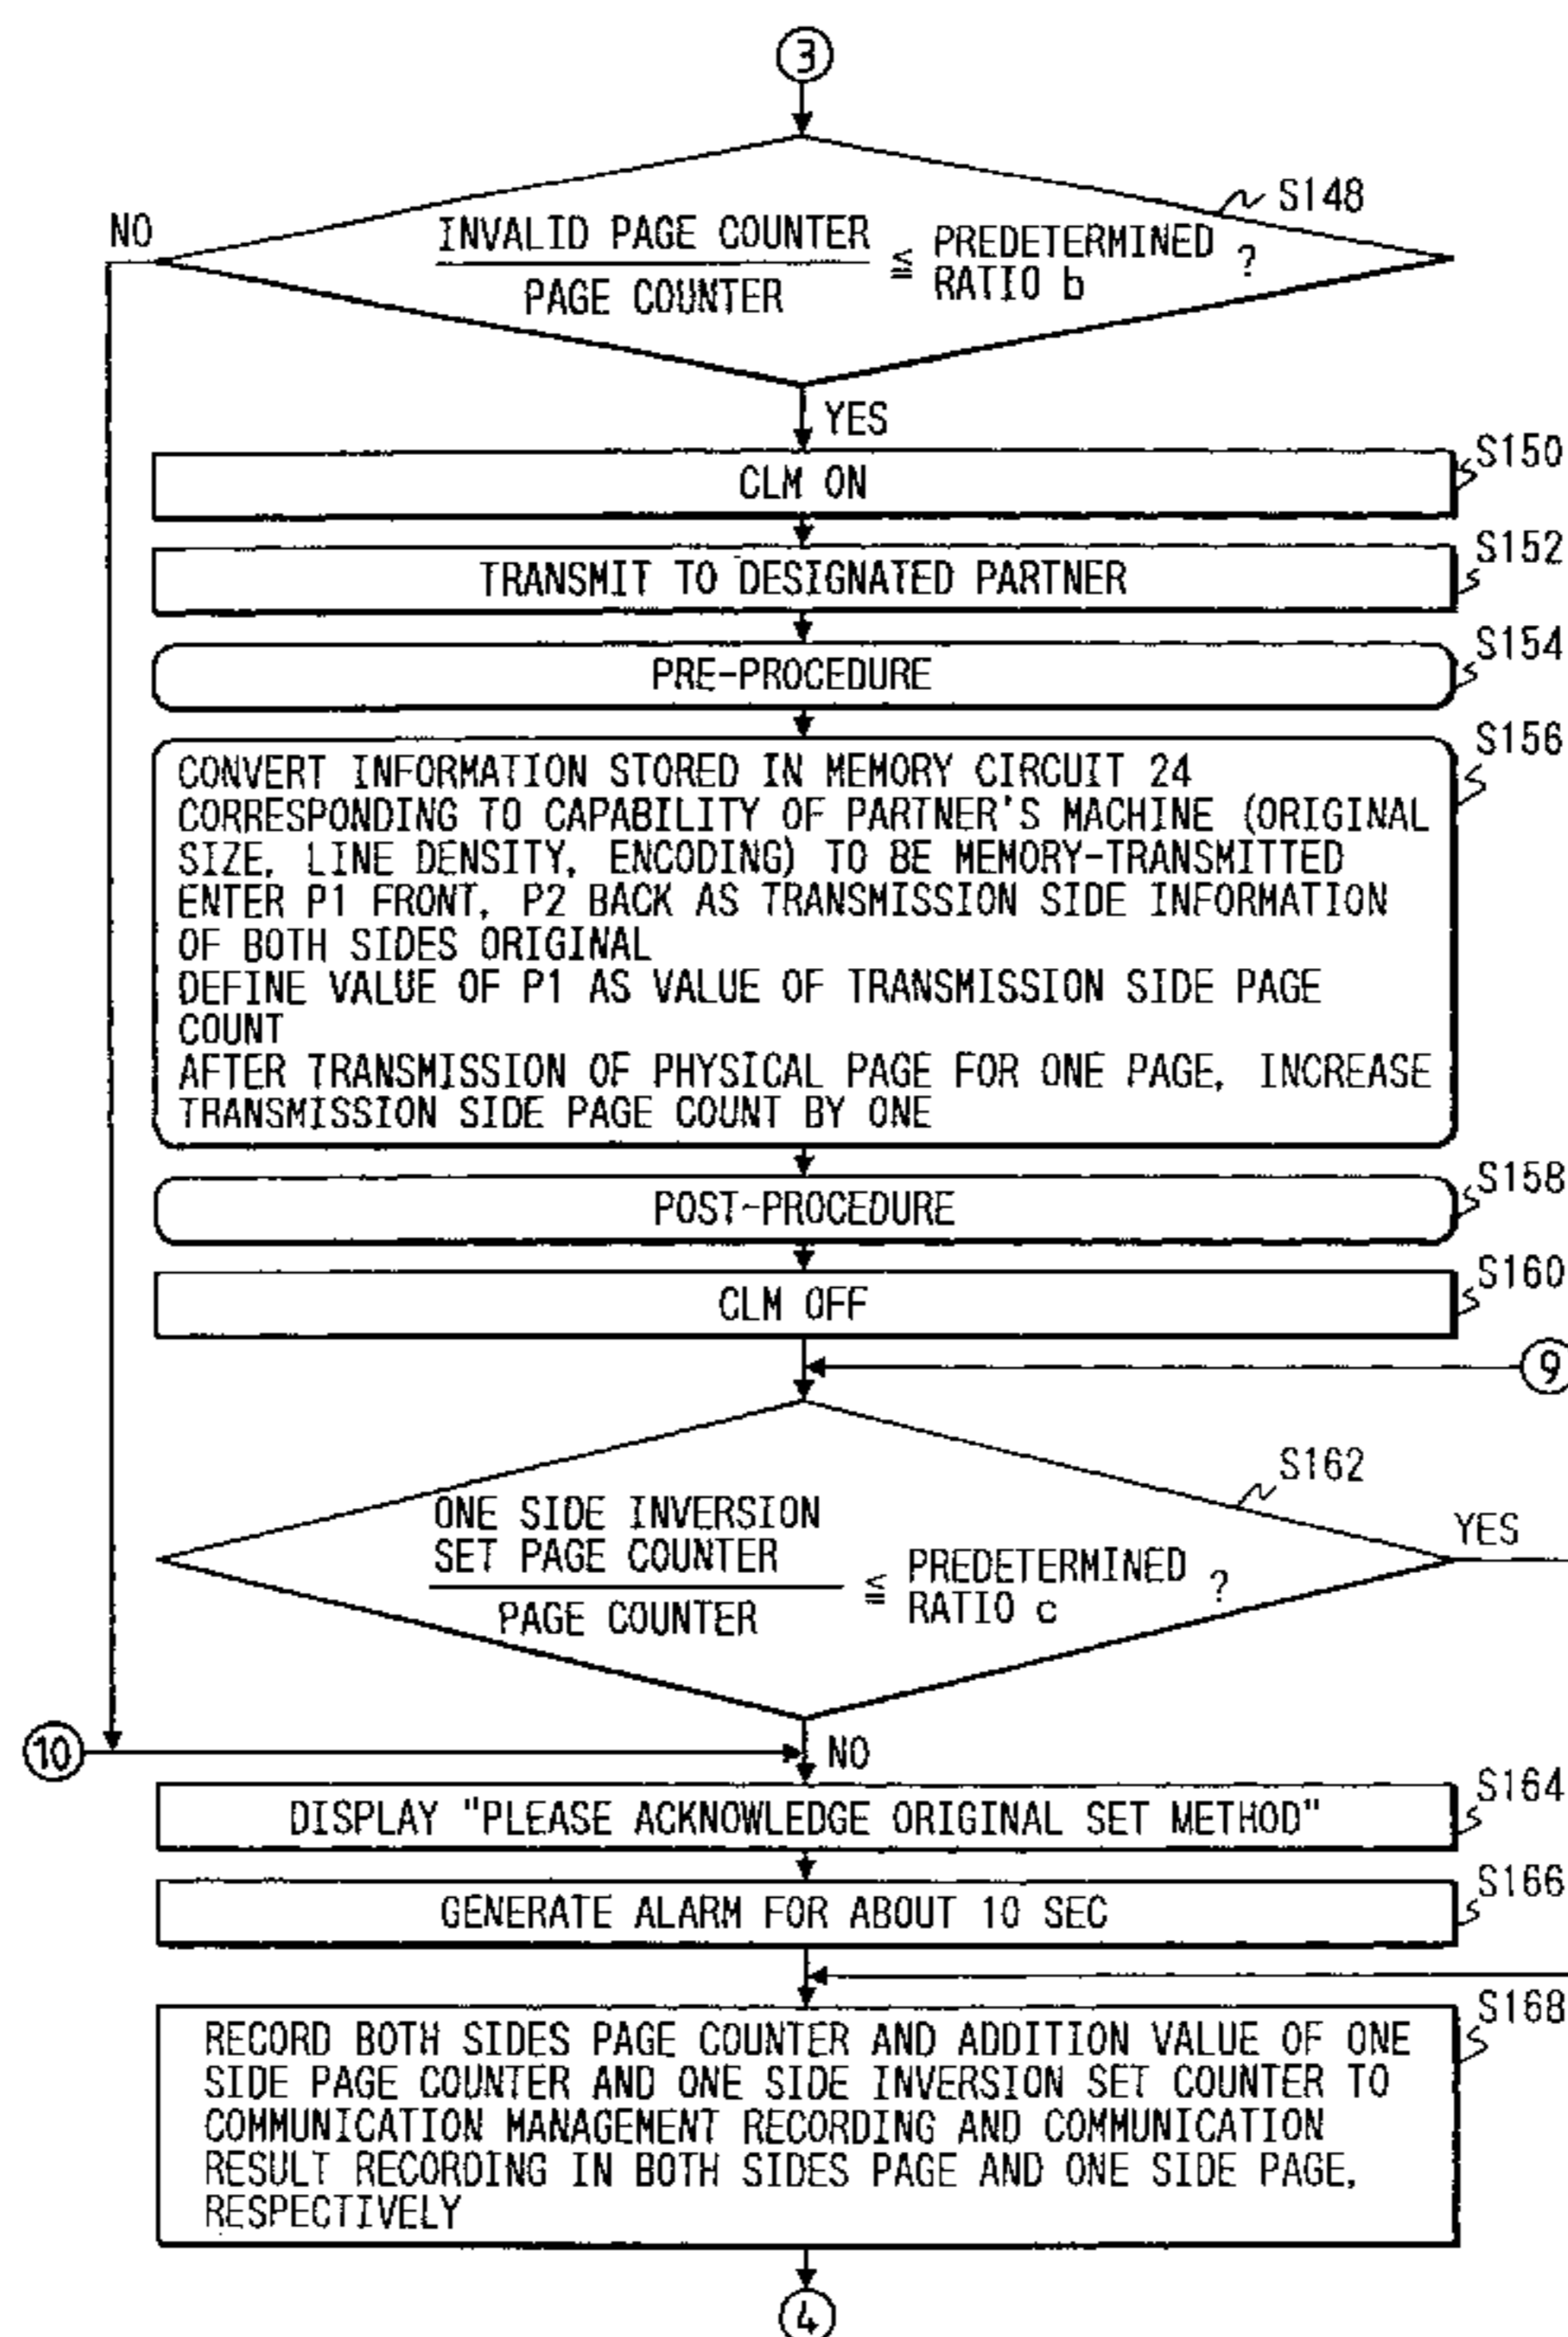 3
INVALID PAGE COUNTER
PAGE COUNTER
≦ PREDETERMINED
RATIO b
?
S148
NO
YES
CLM ON
S150
TRANSMIT TO DESIGNATED PARTNER
S152
PRE-PROCEDURE
S154
CONVERT INFORMATION STORED IN MEMORY CIRCUIT 24
CORRESPONDING TO CAPABILITY OF PARTNER'S MACHINE (ORIGINAL
SIZE, LINE DENSITY, ENCODING) TO BE MEMORY-TRANSMITTED
ENTER P1 FRONT, P2 BACK AS TRANSMISSION SIDE INFORMATION
OF BOTH SIDES ORIGINAL
DEFINE VALUE OF P1 AS VALUE OF TRANSMISSION SIDE PAGE
COUNT
AFTER TRANSMISSION OF PHYSICAL PAGE FOR ONE PAGE, INCREASE
TRANSMISSION SIDE PAGE COUNT BY ONE
S156
POST-PROCEDURE
S158
CLM OFF
S160
9
ONE SIDE INVERSION
SET PAGE COUNTER
PAGE COUNTER
≦ PREDETERMINED
RATIO c
?
S162
YES
10
NO
DISPLAY "PLEASE ACKNOWLEDGE ORIGINAL SET METHOD"
S164
GENERATE ALARM FOR ABOUT 10 SEC
S166
RECORD BOTH SIDES PAGE COUNTER AND ADDITION VALUE OF ONE
SIDE PAGE COUNTER AND ONE SIDE INVERSION SET COUNTER TO
COMMUNICATION MANAGEMENT RECORDING AND COMMUNICATION
RESULT RECORDING IN BOTH SIDES PAGE AND ONE SIDE PAGE,
RESPECTIVELY
S168
4